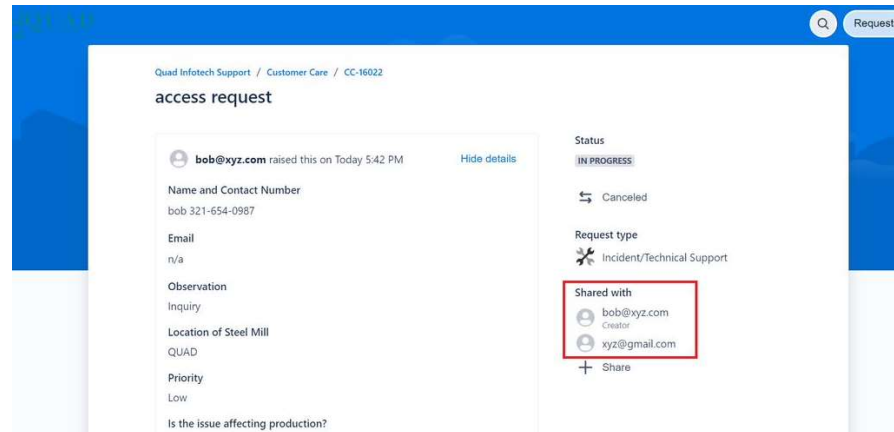 Request
Quad Infotech Support / Customer Care / CC-16022
access request
bob@xyz.com raised this on Today 5:42 PM Hide details
Name and Contact Number
bob 321-654-0987
Email
n/a
Observation
Inquiry
Location of Steel Mill
QUAD
Priority
Low
Is the issue affecting production?
Status
IN PROGRESS
Canceled
Request type
Incident/Technical Support
Shared with
bob@xyz.com
Creator
xyz@gmail.com
Share